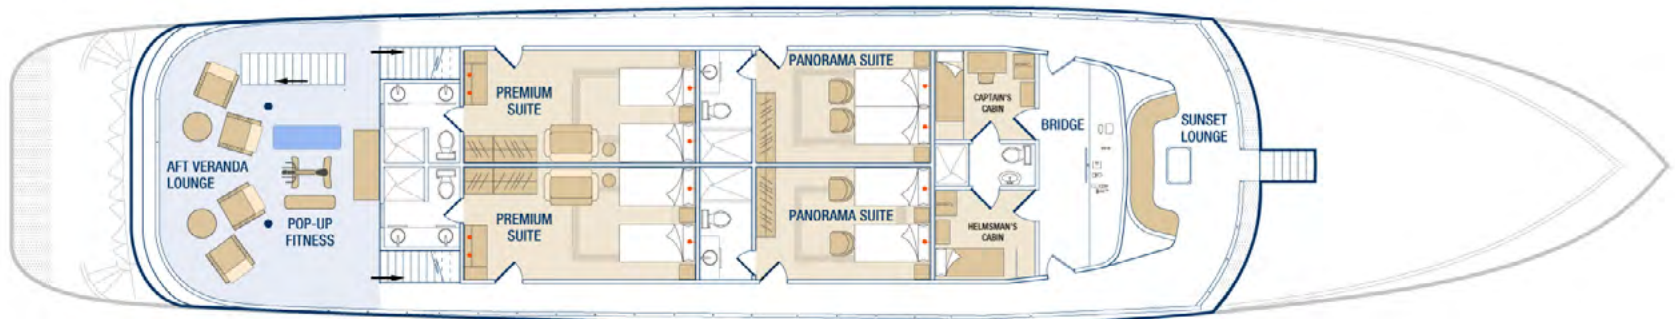 AFT VERANDA
LOUNGE
POP-UP
FITNESS
PREMIUM
SUITE
PREMIUM
SUITE
PANORAMA SUITE
PANORAMA SUITE
CAPTAIN'S
CABIN
HELMSMAN'S
CABIN
BRIDGE
SUNSET
LOUNGE